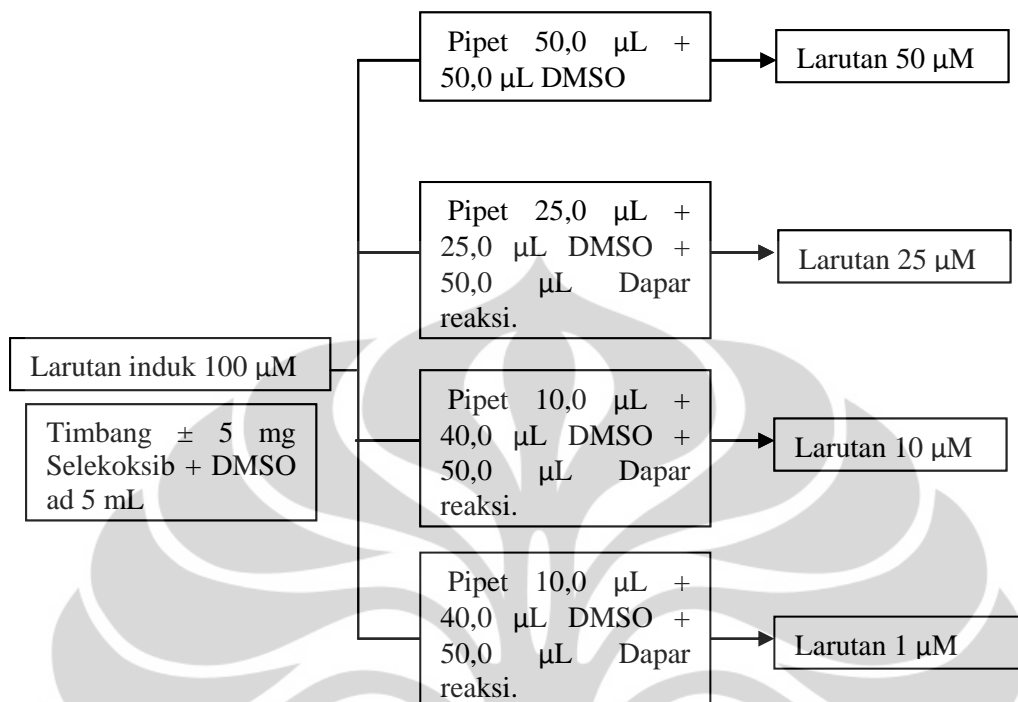 Pipet 50,0 µL +
50,0 µL DMSO
Larutan 50 µM
Pipet 25,0 µL +
25,0 µL DMSO +
50,0 µL Dapar
reaksi.
Larutan 25 µM
Larutan induk 100 µM
Timbang ± 5 mg
Selekoksib + DMSO
ad 5 mL
Pipet 10,0 µL +
40,0 µL DMSO +
50,0 µL Dapar
reaksi.
Larutan 10 µM
Pipet 10,0 µL +
40,0 µL DMSO +
50,0 µL Dapar
reaksi.
Larutan 1 µM